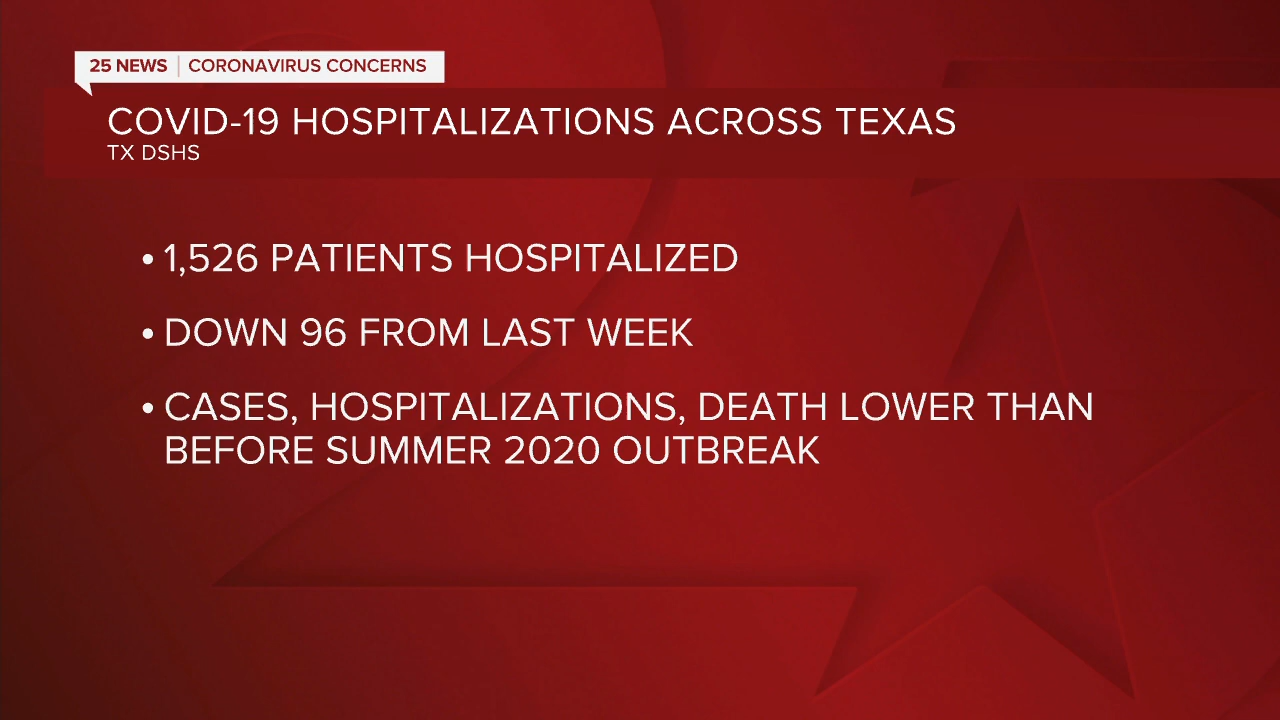 25 NEWS | CORONAVIRUS CONCERNS
COVID-19 HOSPITALIZATIONS ACROSS TEXAS
TX DSHS
• 1,526 PATIENTS HOSPITALIZED
• DOWN 96 FROM LAST WEEK
• CASES, HOSPITALIZATIONS, DEATH LOWER THAN
BEFORE SUMMER 2020 OUTBREAK